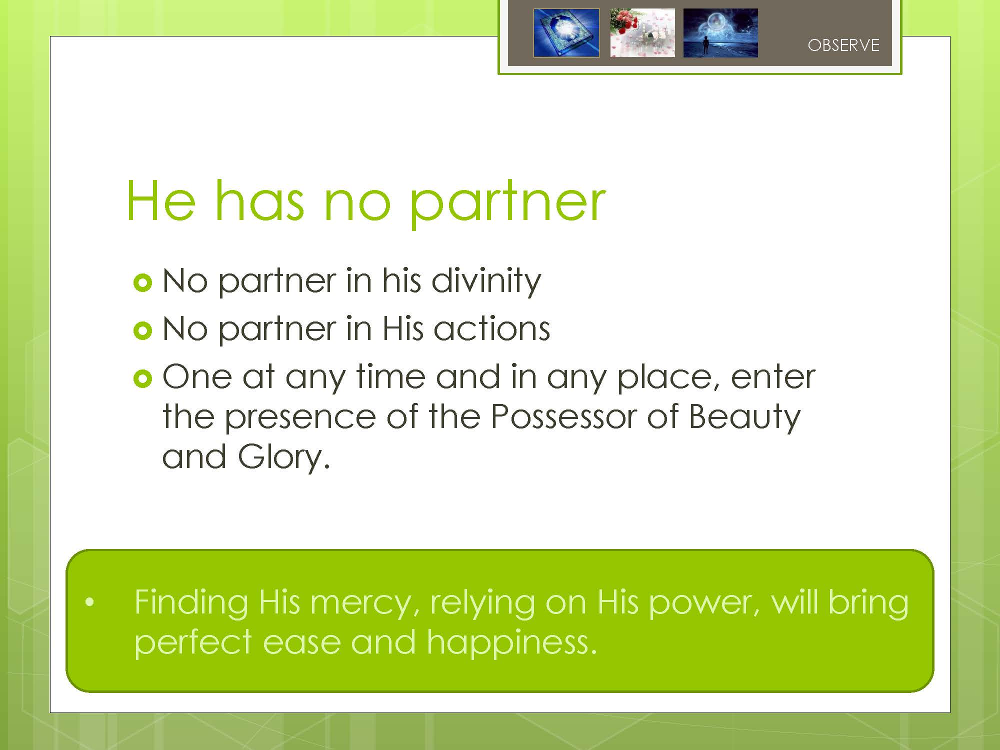 OBSERVE
He has no partner
No partner in his divinity
No partner in His actions
One at any time and in any place, enter
the presence of the Possessor of Beauty
and Glory.
• Finding His mercy, relying on His power, will bring
perfect ease and happiness.